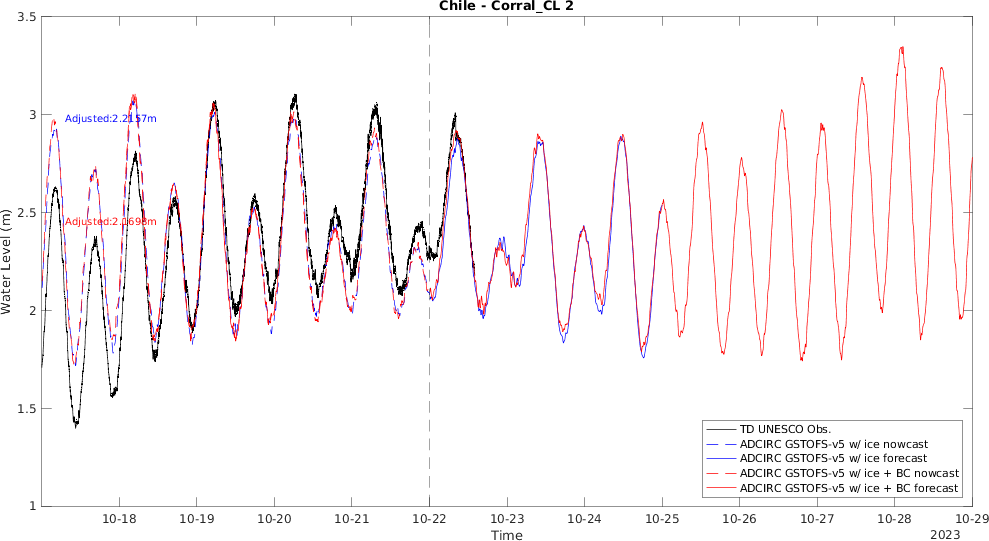 Chile - Corral_CL 2
3.5
3
2.5
2
1.5
1
Water Level (m)
Adjusted:2.2157m
Adjusted:2.1693m
TD UNESCO Obs.
ADCIRC GSTOFS-v5 w/ ice nowcast
ADCIRC GSTOFS-v5 w/ ice forecast
ADCIRC GSTOFS-v5 w/ ice + BC nowcast
ADCIRC GSTOFS-v5 w/ ice + BC forecast
10-18 10-19 10-20 10-21 10-22 10-23 10-24 10-25 10-26 10-27 10-28 10-29
Time
2023